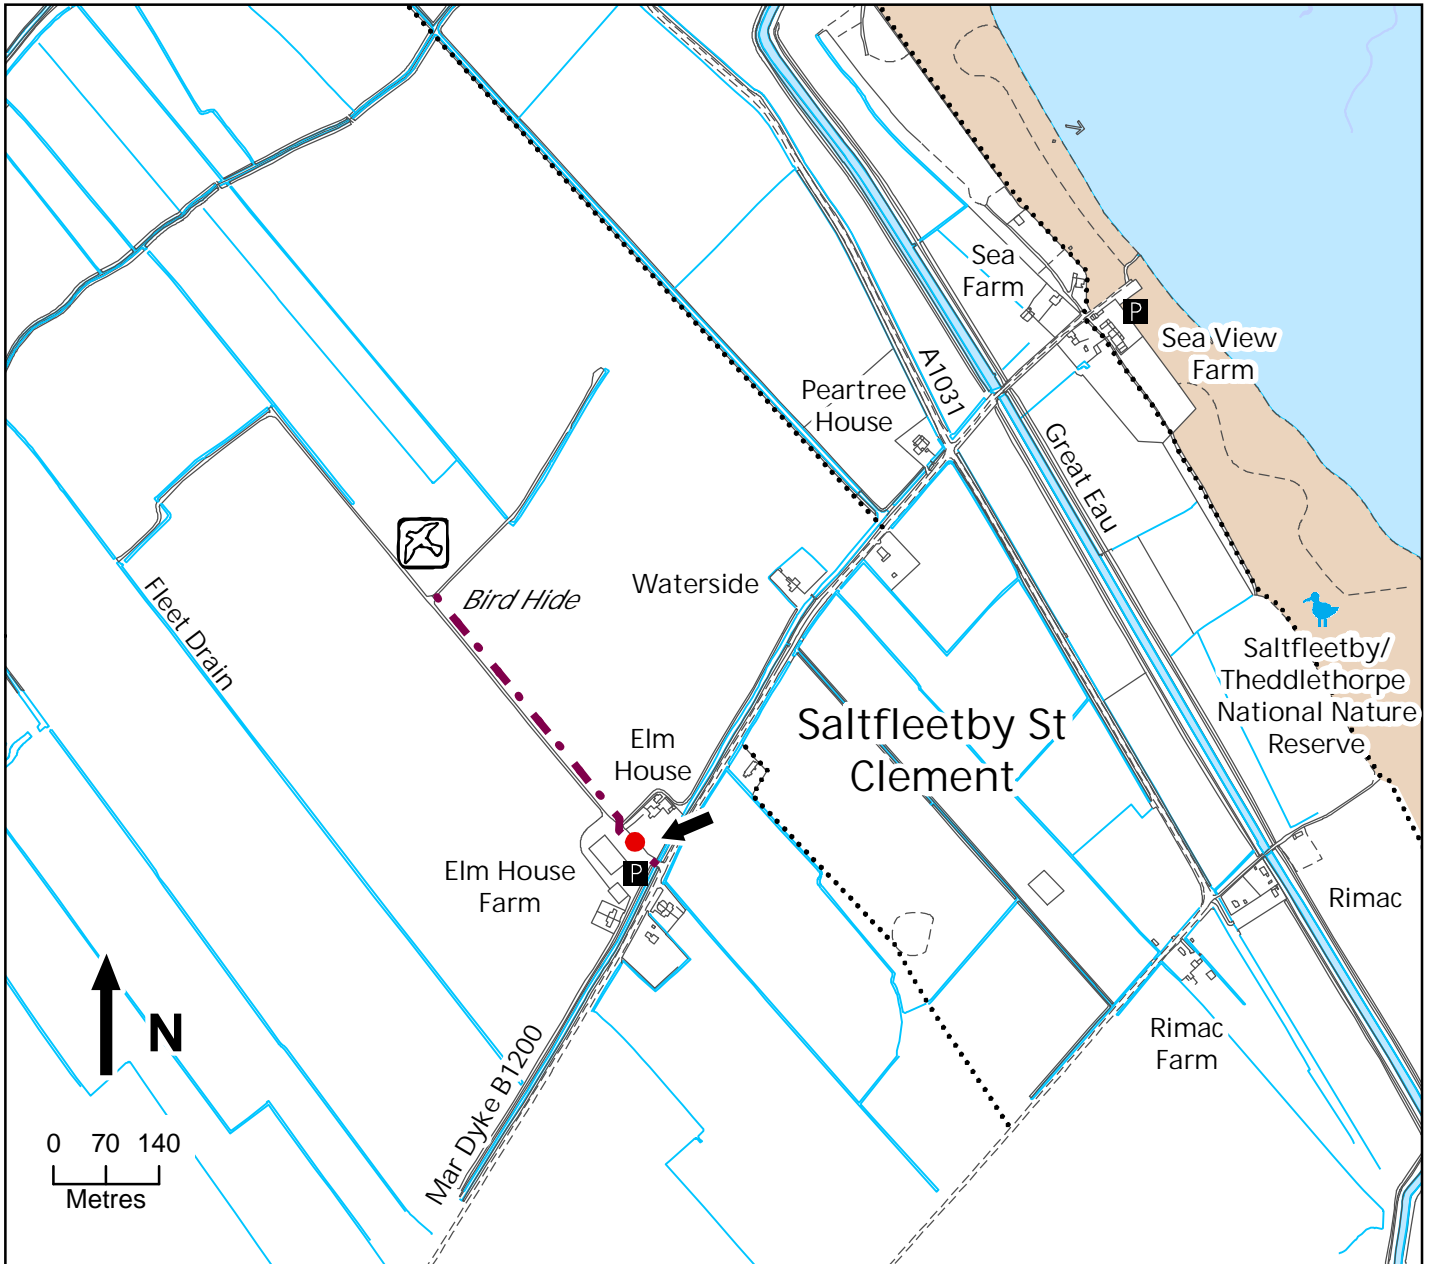 Sea
Farm
P
Sea View
Farm
A1031
Peartree
House
Great Eau
Waterside
Bird Hide
Fleet Drain
Saltfleetby/
Theddlethorpe
National Nature
Reserve
Saltfleetby St
Clement
Elm
House
Elm House
Farm
P
Rimac
Rimac
Farm
Mar Dyke B1200
N
0 70 140
Metres